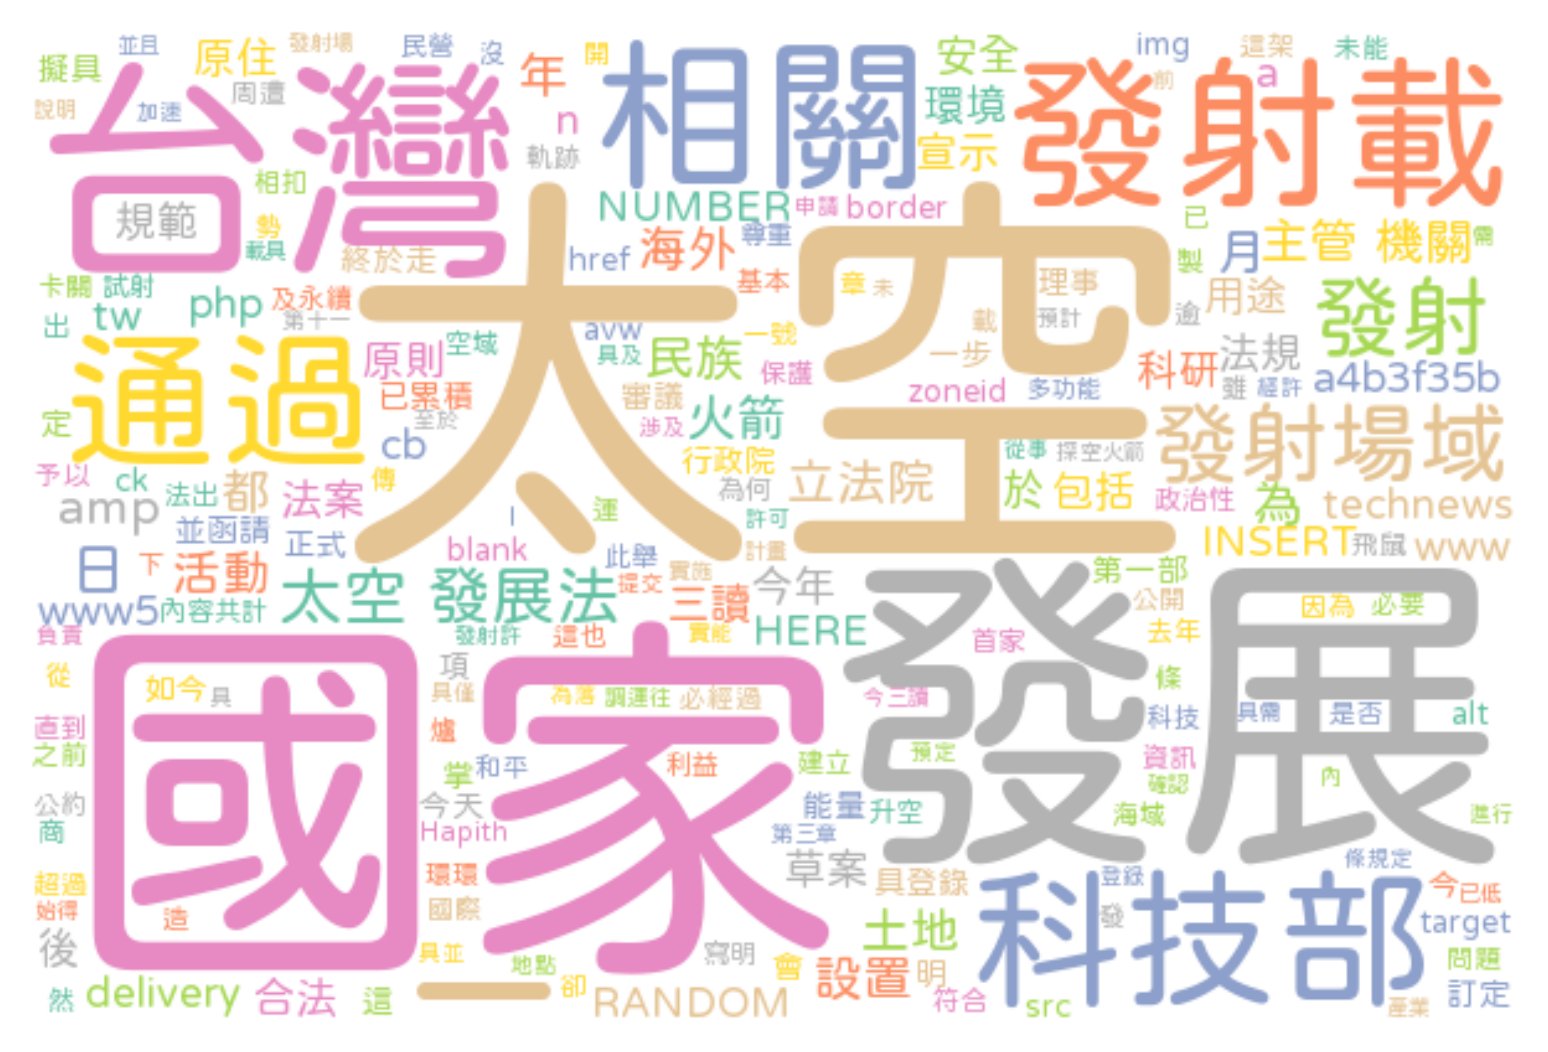 並且
原住
發射場
民營
沒
年
開
相關
安全
img
這架
未能
擬具
台灣
周遭
n
環境
發射載
a
前
說明
加速
軌跡
宣示
相扣
NUMBER
申請
border
已
規範
勢
載具
終於走
href
海外
尊重
月
主管
機關
需
製
卡關
試射
php
及永續
第十一
基本
章
未
理事
用途
發射
出
tw
太空
avw
一號
載
預計
逾
通過
原則
空域
具及
民族
保護
一步
科研
法規
已累積
審議
zoneid
多功能
雖
經許
a4b3f35b
定
至於
涉及
火箭
發射場域
cb
行政院
從事
探空火箭
予以
ck
法出
都
法案
傳
為何
立法院
於
包括
政治性
為
technews
amp
並函請
正式
l
運
許可
INSERT
飛鼠
www
日
下
活動
blank
此舉
計畫
太空
發展法
提交
實施
三讀
今年
第一部
公開
因為
必要
www5
內容共計
HERE
發展
負責
發射許
這也
實能
首家
去年
從
國家
如今
具
項
具僅
為落
調運往
必經過
今三讀
條
直到
爐
科技
具需
是否
alt
之前
掌
和平
利益
建立
預定
資訊
確認
內
公約
今天
能量
升空
海域
進行
商
Hapith
第三章
條規定
超過
環環
草案
具登錄
登錄
今
已低
始得
造
國際
科技部
發
target
後
土地
具並
地點
寫明
會
設置
明
問題
然
delivery
合法
這
一
卻
RANDOM
符合
src
產業
訂定